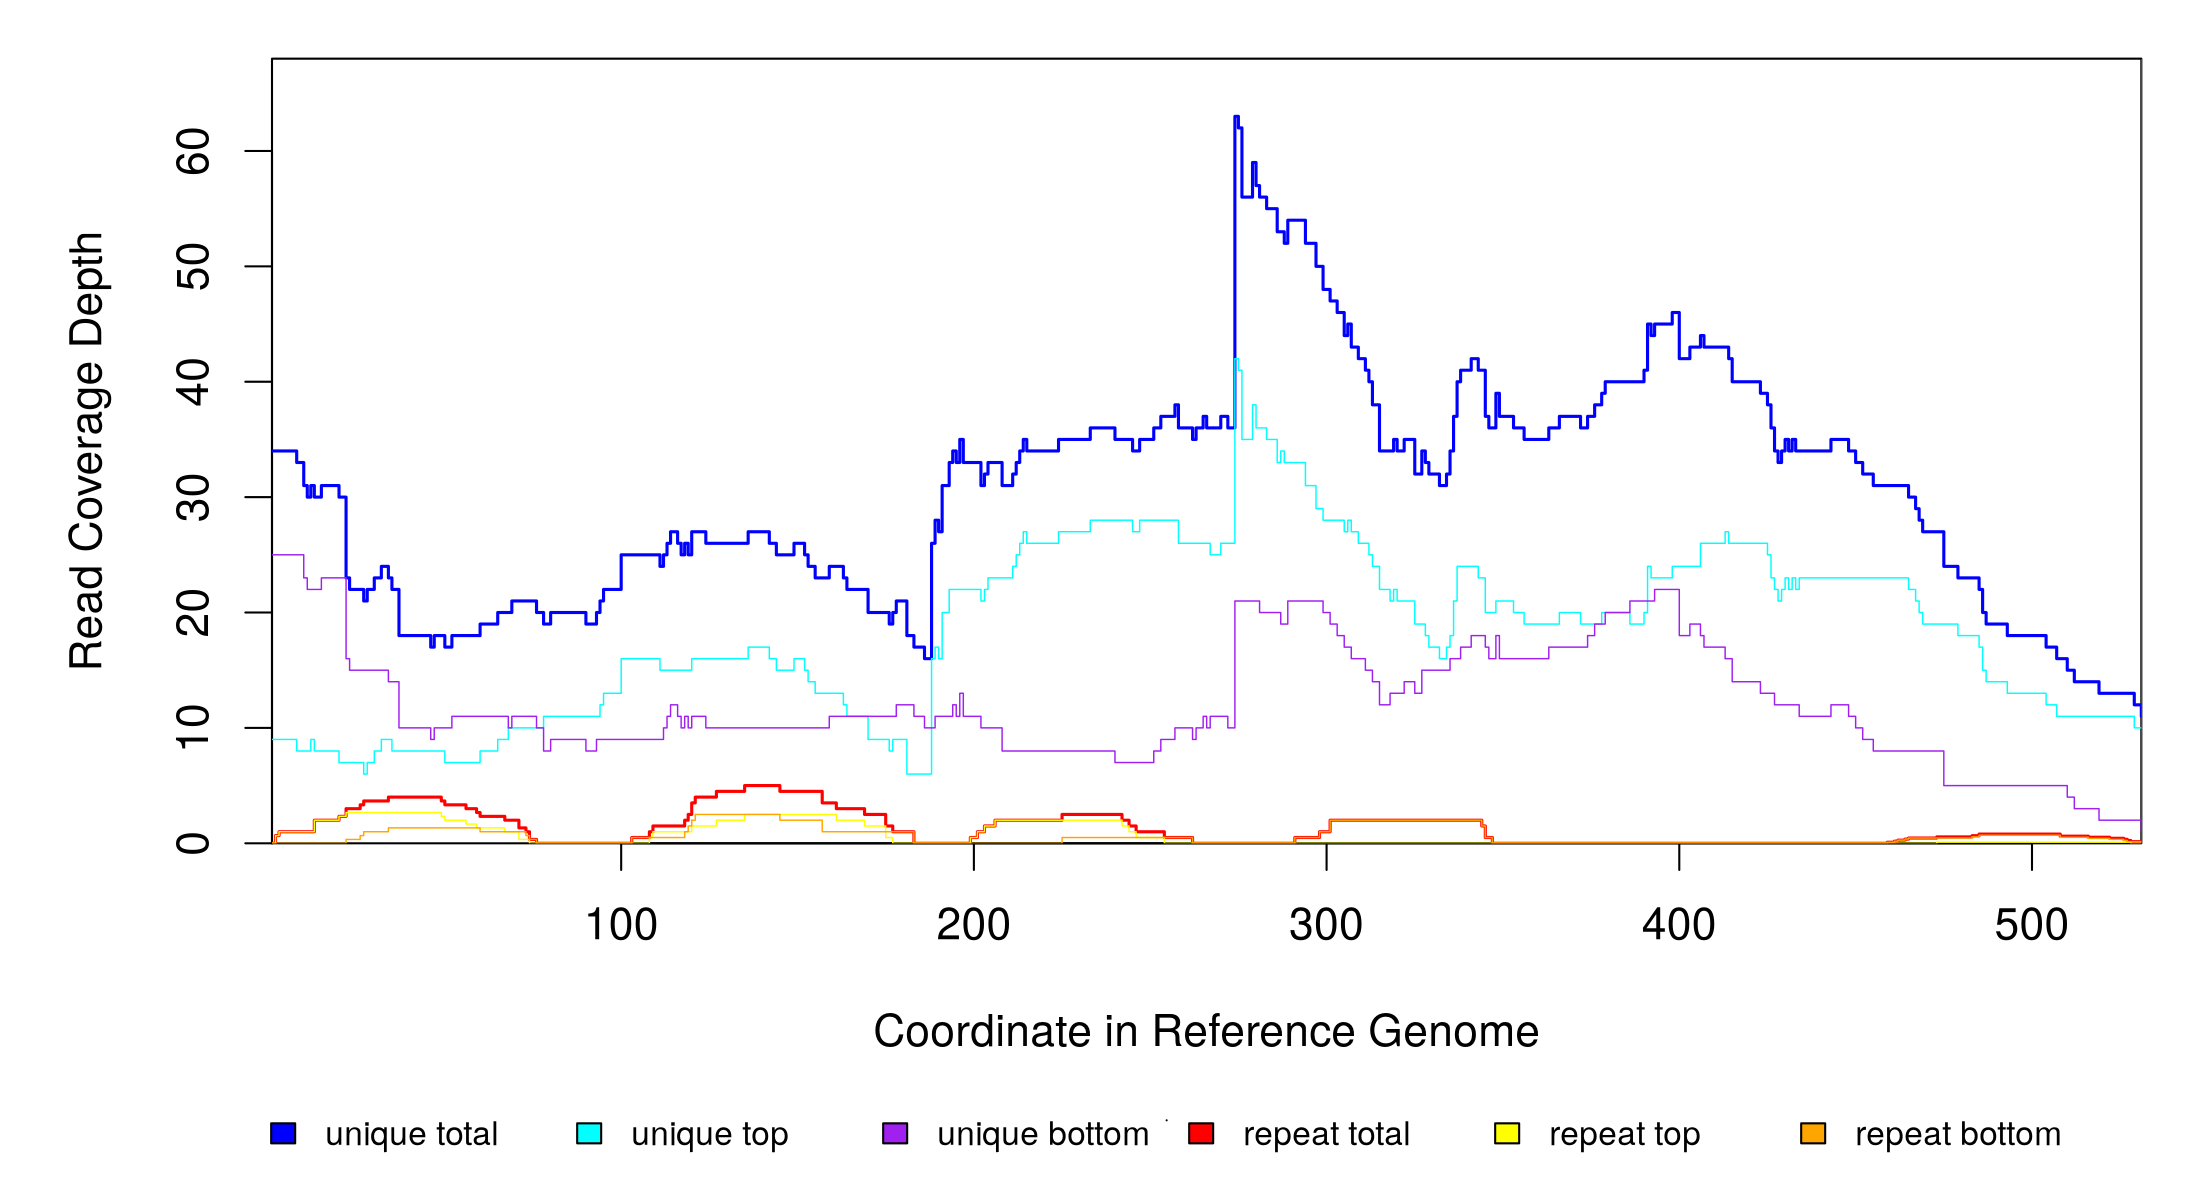 Read Coverage Depth
60
50
40
30
20
10
0
100 200 300 400 500
Coordinate in Reference Genome
unique total unique top unique bottom repeat total repeat top repeat bottom